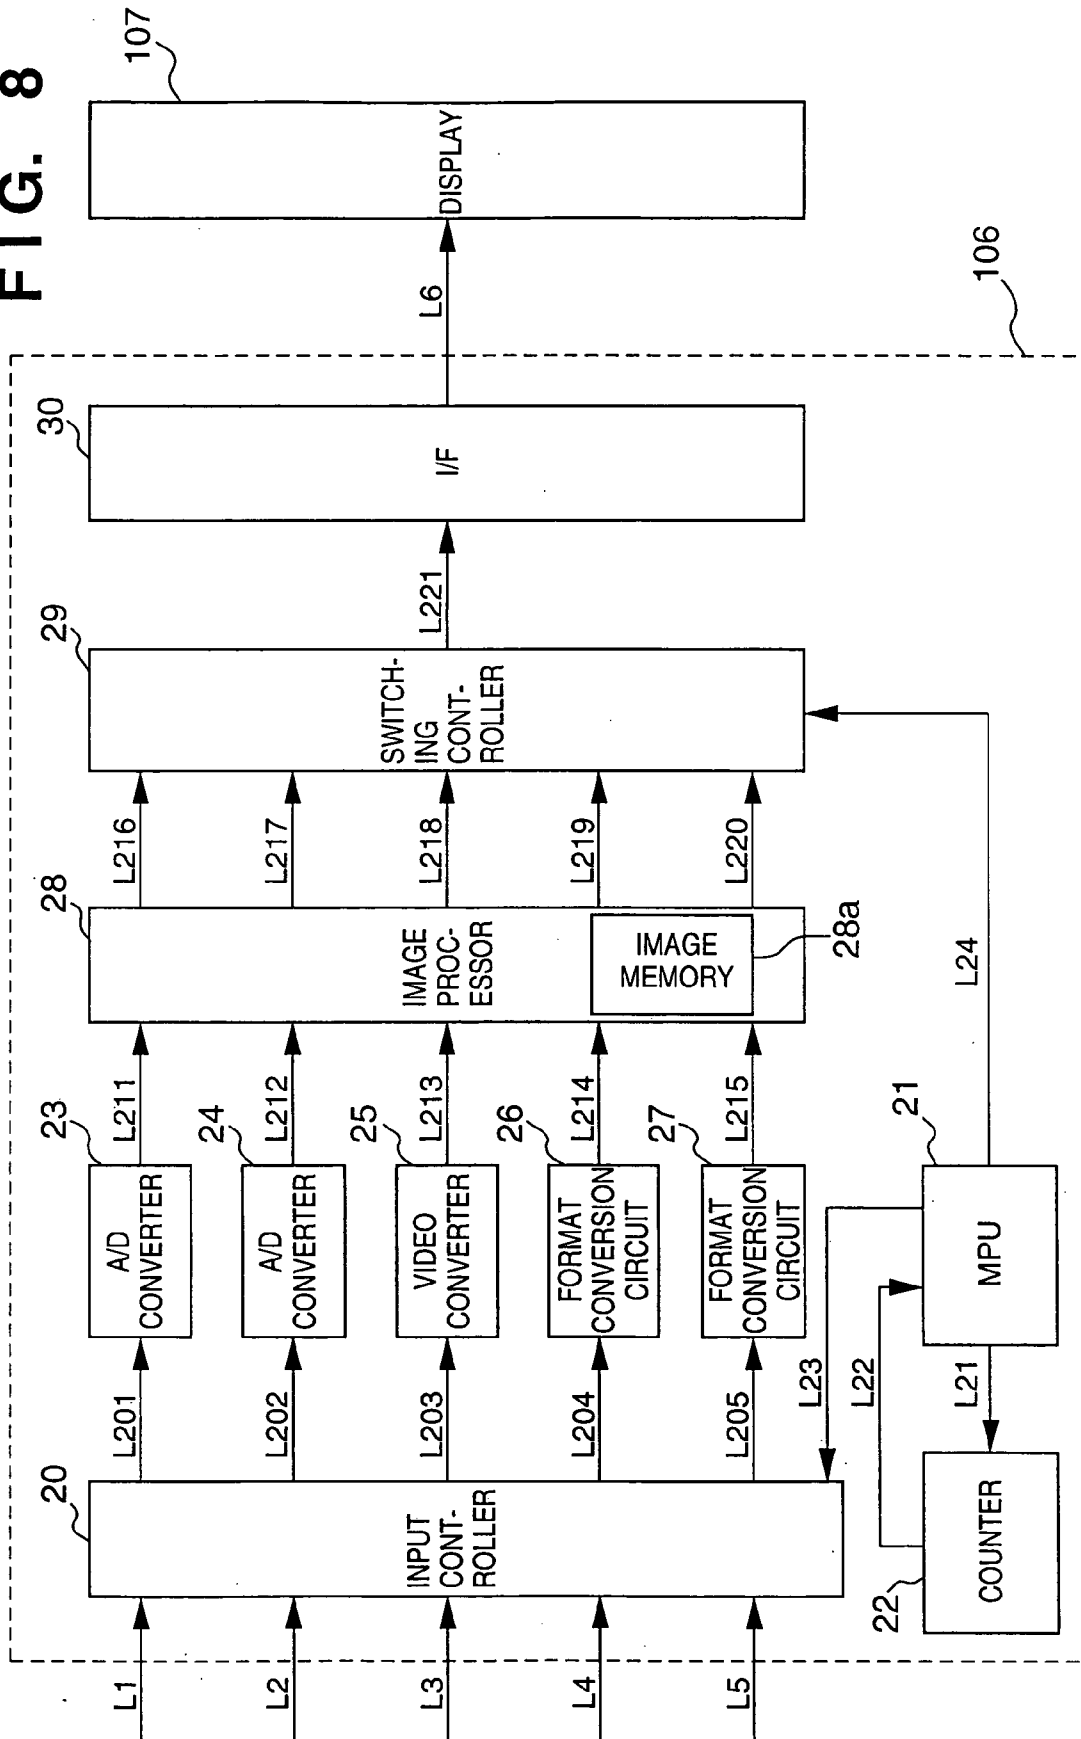 FIG. 8
106
107
20
28
29
30
L1
L2
L3
L4
L5
INPUT
CONT-
ROLLER
L201
L202
L203
L204
L205
23
A/D
CONVERTER
24
A/D
CONVERTER
25
VIDEO
CONVERTER
26
FORMAT
CONVERSION
CIRCUIT
27
FORMAT
CONVERSION
CIRCUIT
L211
L212
L213
L214
L215
IMAGE
PROC-
ESSOR
IMAGE
MEMORY
28a
L216
L217
L218
L219
L220
SWITCH-
ING
CONT-
ROLLER
L221
I/F
L6
DISPLAY
L23
L22
L21
L24
22
COUNTER
21
MPU